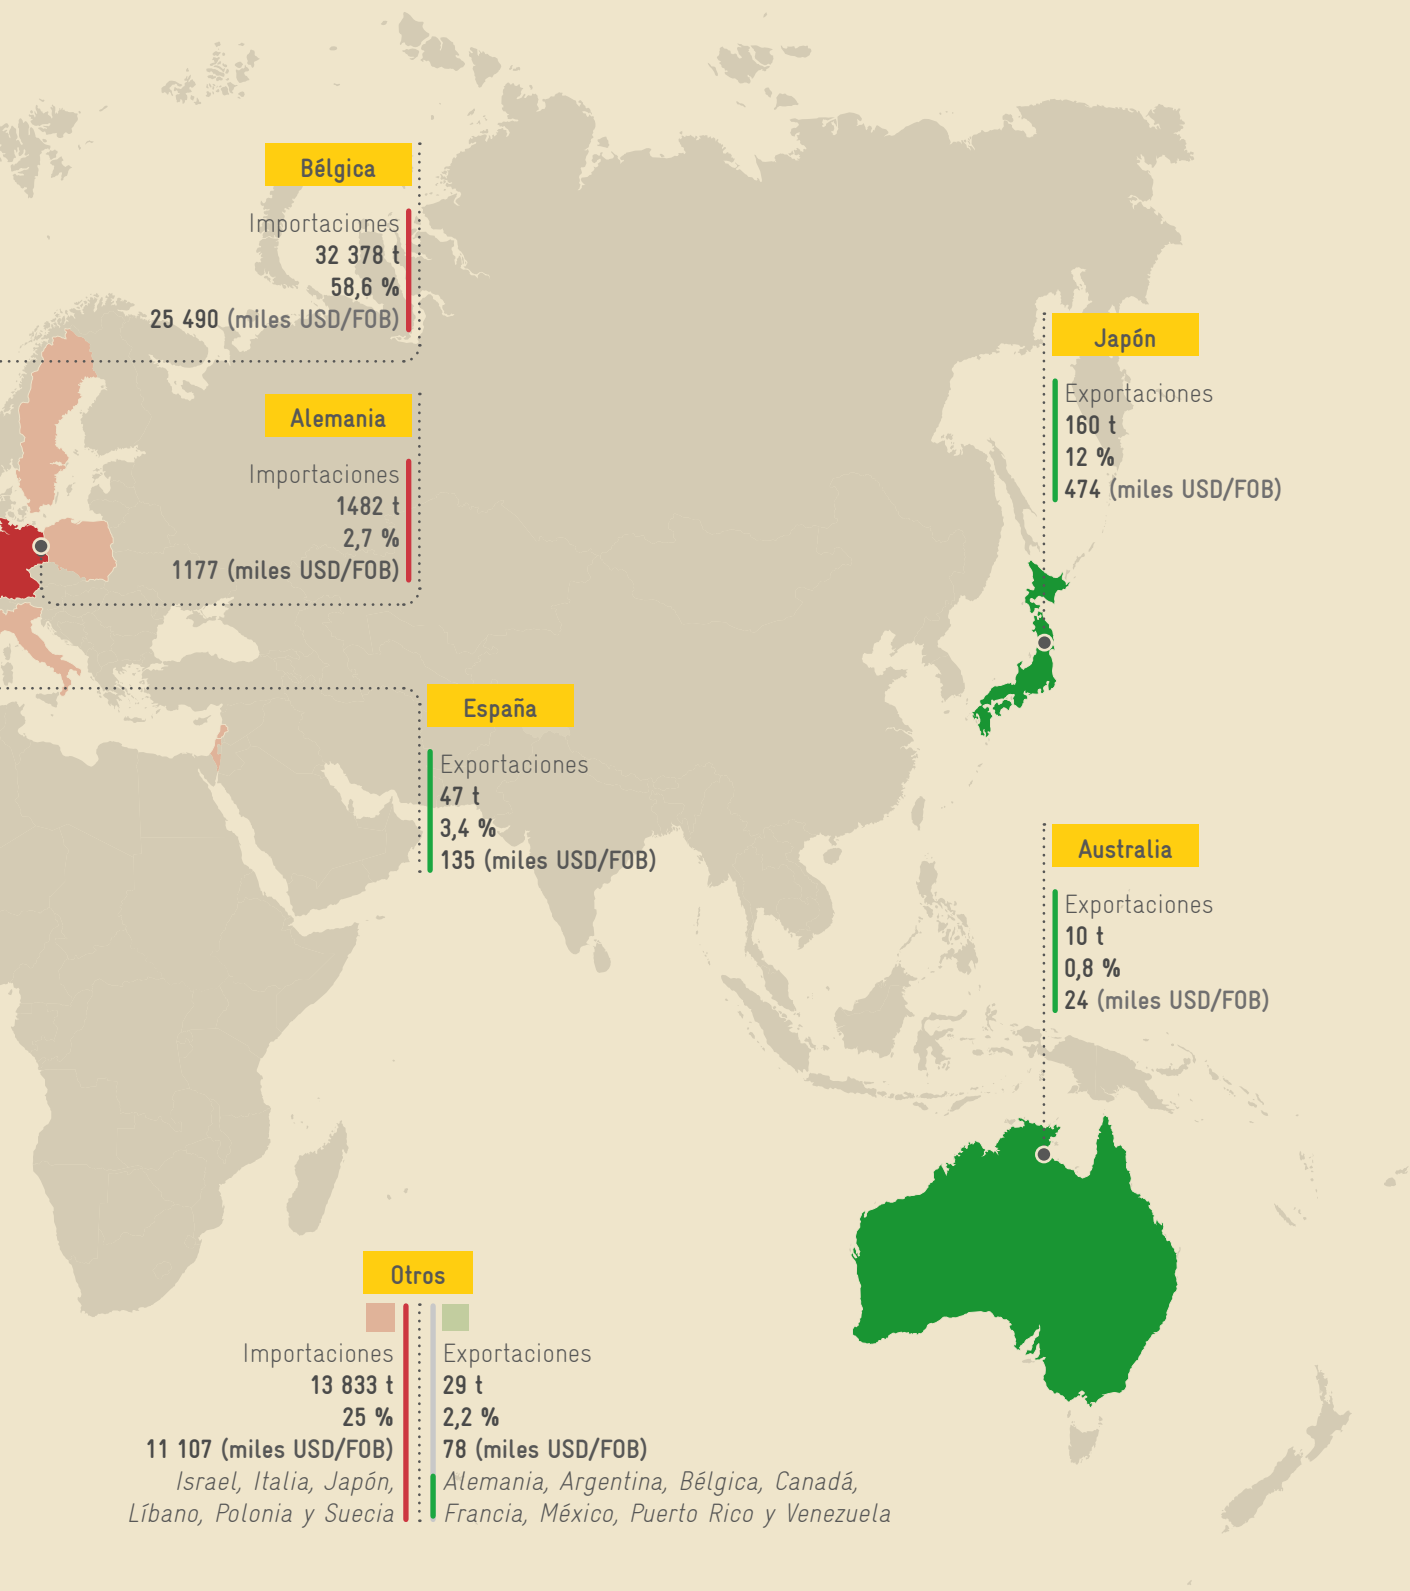 Bélgica
Importaciones
32 378 t
58,6 %
25 490 (miles USD/FOB)
Alemania
Importaciones
1482 t
2,7 %
1177 (miles USD/FOB)
Japón
Exportaciones
160 t
12 %
474 (miles USD/FOB)
España
Exportaciones
47 t
3,4 %
135 (miles USD/FOB)
Australia
Exportaciones
10 t
0,8 %
24 (miles USD/FOB)
Otros
Importaciones
13 833 t
25 %
11 107 (miles USD/FOB)
Israel, Italia, Japón,
Líbano, Polonia y Suecia
Exportaciones
29 t
2,2 %
78 (miles USD/FOB)
Alemania, Argentina, Bélgica, Canadá,
Francia, México, Puerto Rico y Venezuela